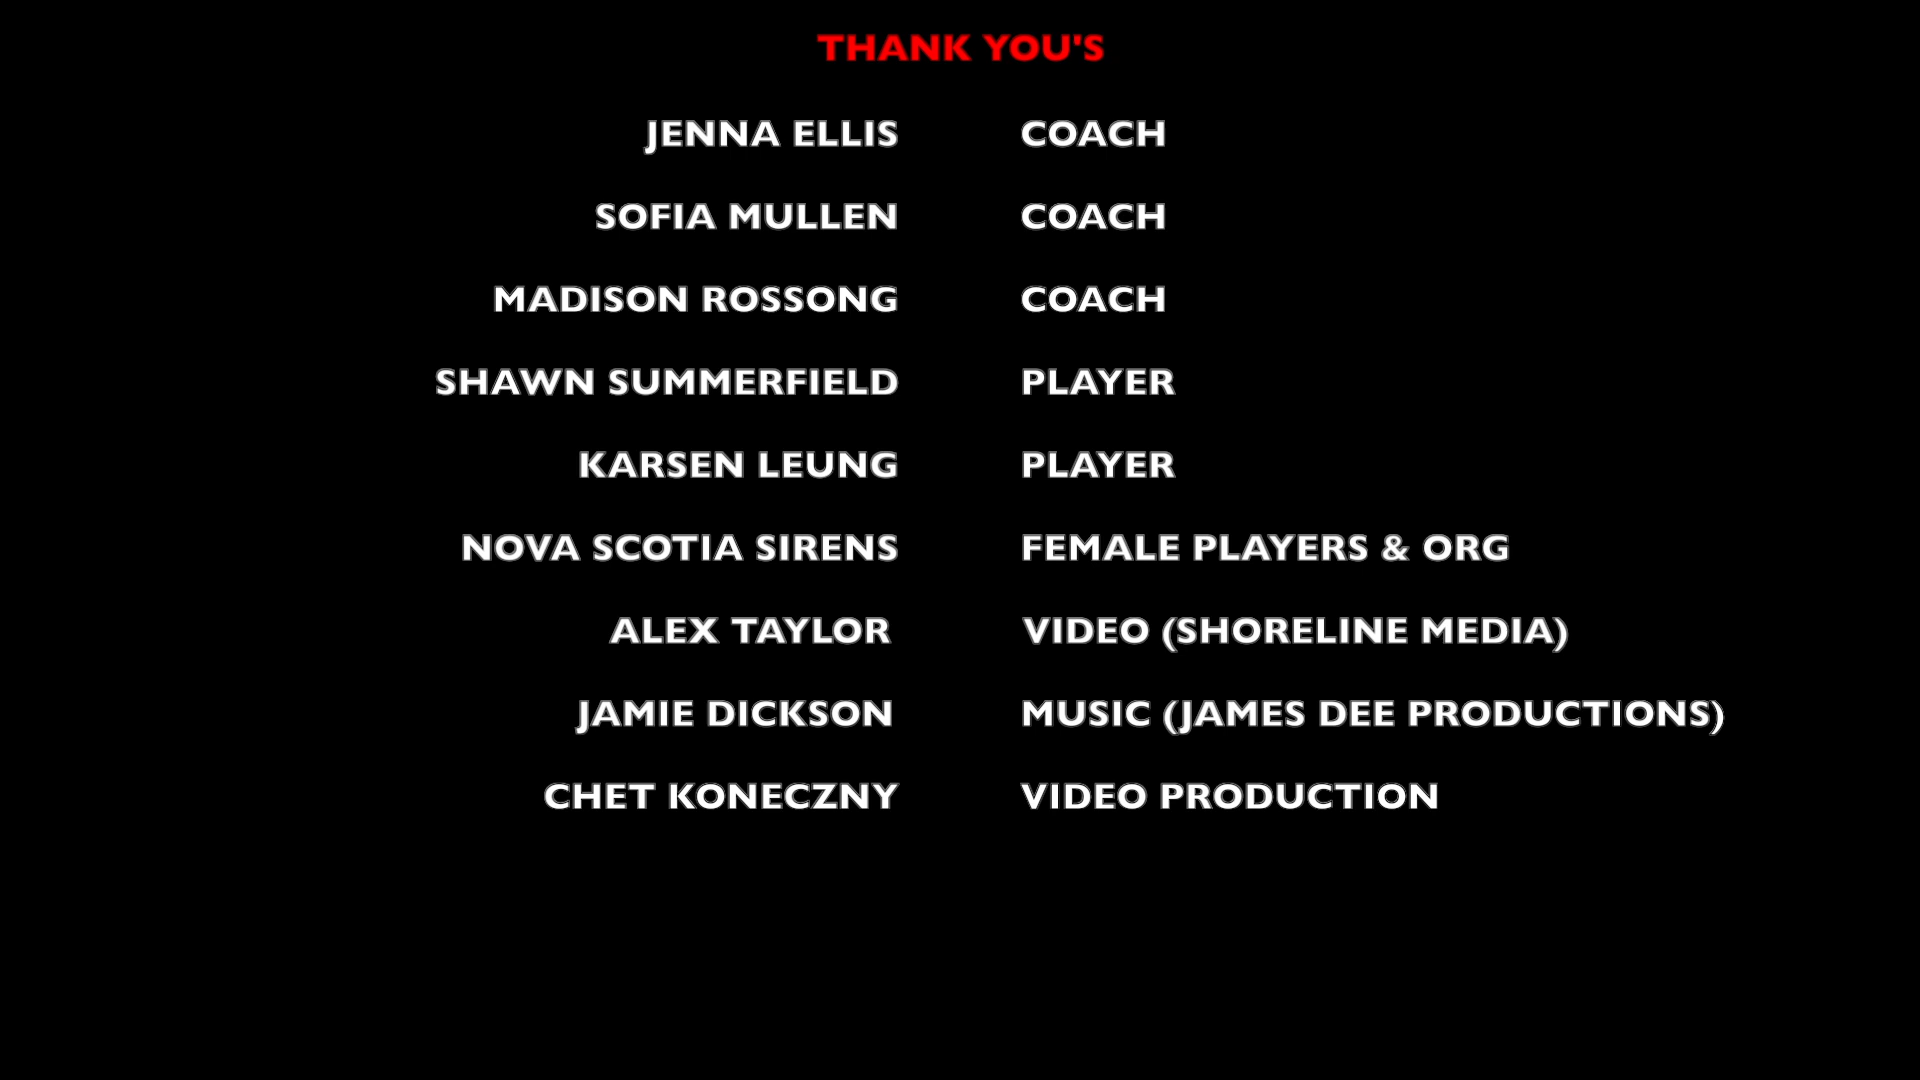 THANK YOU'S
JENNA ELLIS COACH
SOFIA MULLEN COACH
MADISON ROSSONG COACH
SHAWN SUMMERFIELD PLAYER
KARSEN LEUNG PLAYER
NOVA SCOTIA SIRENS FEMALE PLAYERS & ORG
ALEX TAYLOR VIDEO (SHORELINE MEDIA)
JAMIE DICKSON MUSIC (JAMES DEE PRODUCTIONS)
CHET KONECZNY VIDEO PRODUCTION